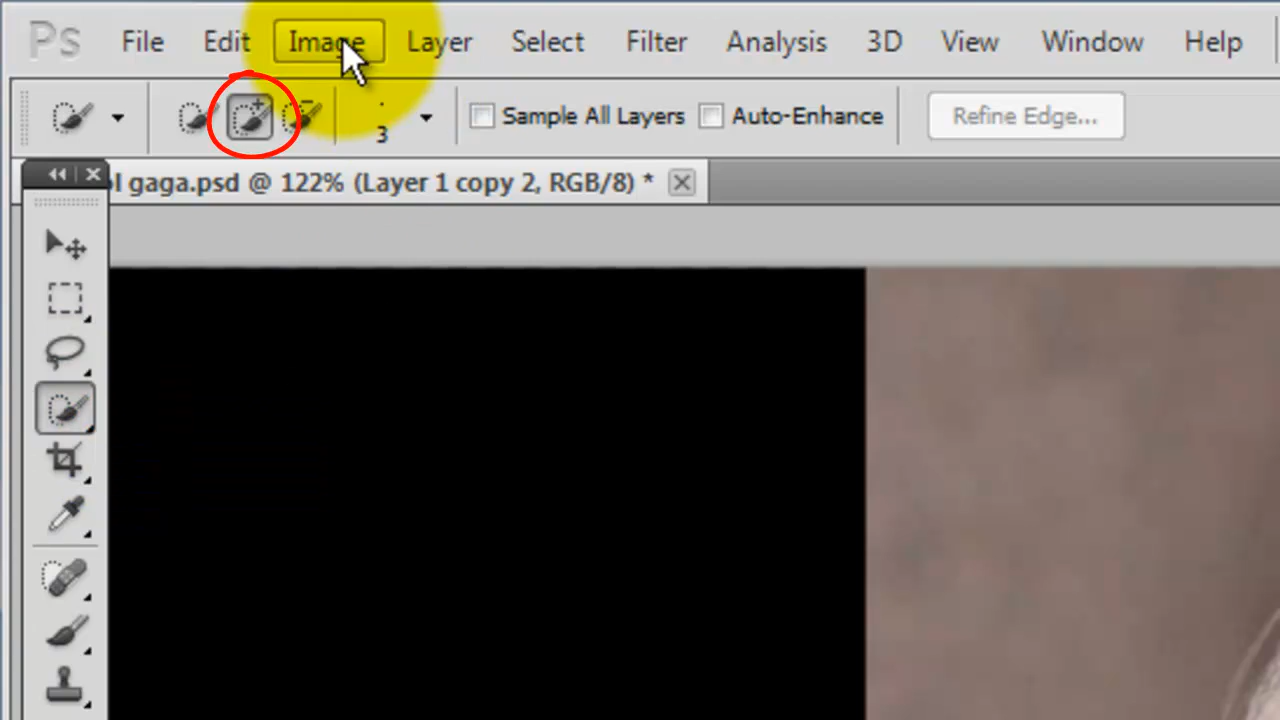 Ps File Edit Image Layer Select Filter Analysis 3D View Window Help
3 Sample All Layers Auto-Enhance Refine Edge...
ol gaga.psd @ 122% (Layer 1 copy 2, RGB/8) *